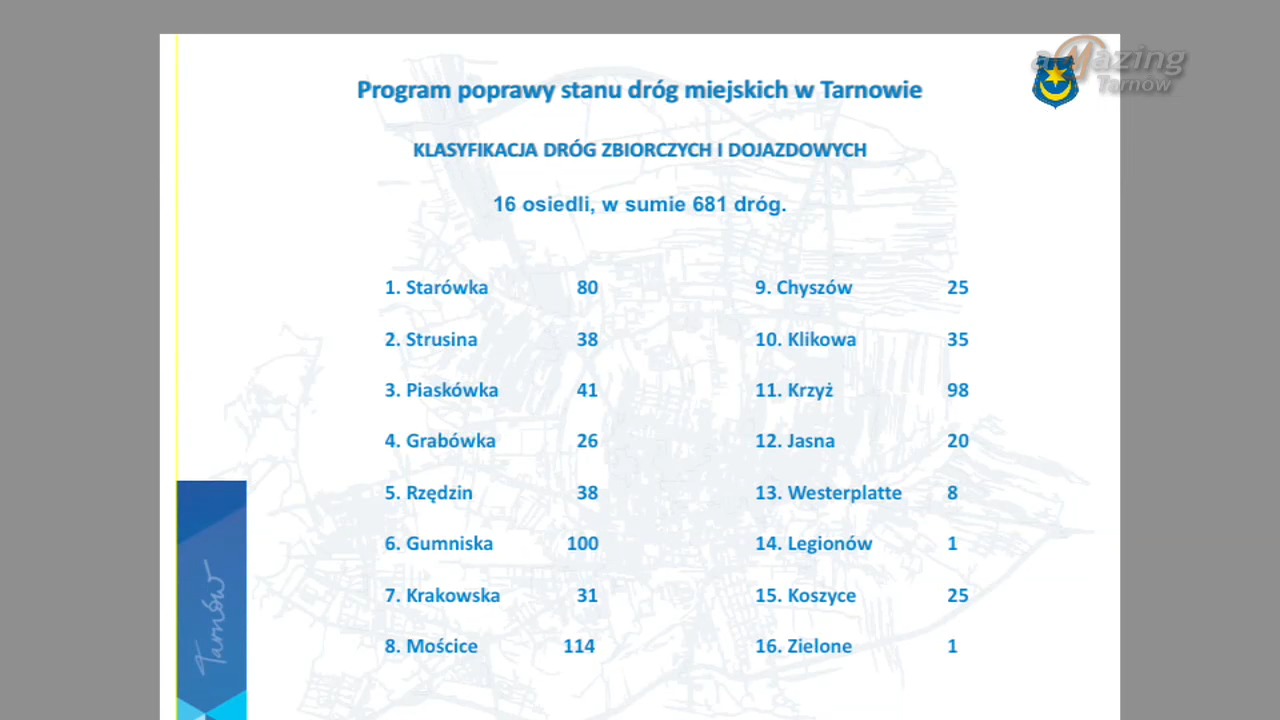 aMazing
Tarnów
Program poprawy stanu dróg miejskich w Tarnowie
KLASYFIKACJA DRÓG ZBIORCZYCH I DOJAZDOWYCH
16 osiedli, w sumie 681 dróg.
1. Starówka 80
2. Strusina 38
3. Piaskówka 41
4. Grabówka 26
5. Rzędzin 38
6. Gumniska 100
7. Krakowska 31
8. Mościce 114
9. Chyszów 25
10. Klikowa 35
11. Krzyż 98
12. Jasna 20
13. Westerplatte 8
14. Legionów 1
15. Koszyce 25
16. Zielone 1
Tarnów